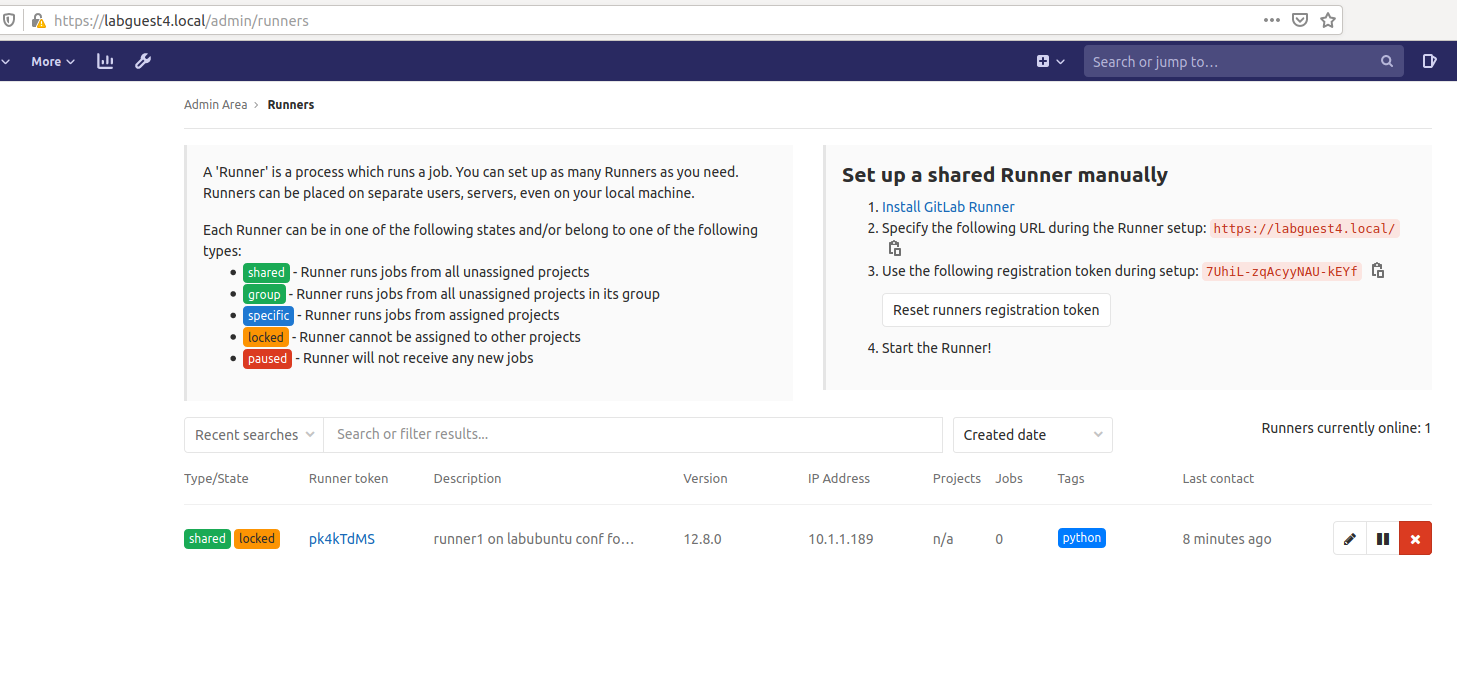 https://labguest4.local/admin/runners
More
Search or jump to…
Admin Area › Runners
A 'Runner' is a process which runs a job. You can set up as many Runners as you need.
Runners can be placed on separate users, servers, even on your local machine.
Each Runner can be in one of the following states and/or belong to one of the following
types:
• shared - Runner runs jobs from all unassigned projects
• group - Runner runs jobs from all unassigned projects in its group
• specific - Runner runs jobs from assigned projects
• locked - Runner cannot be assigned to other projects
• paused - Runner will not receive any new jobs
Set up a shared Runner manually
1. Install GitLab Runner
2. Specify the following URL during the Runner setup: https://labguest4.local/
3. Use the following registration token during setup: 7UhiL-zqAcyyNAU-kEYf
Reset runners registration token
4. Start the Runner!
Recent searches
Search or filter results...
Created date
Runners currently online: 1
Type/State Runner token Description Version IP Address Projects Jobs Tags Last contact
shared locked pk4kTdMS runner1 on labubuntu conf fo… 12.8.0 10.1.1.189 n/a 0 python 8 minutes ago